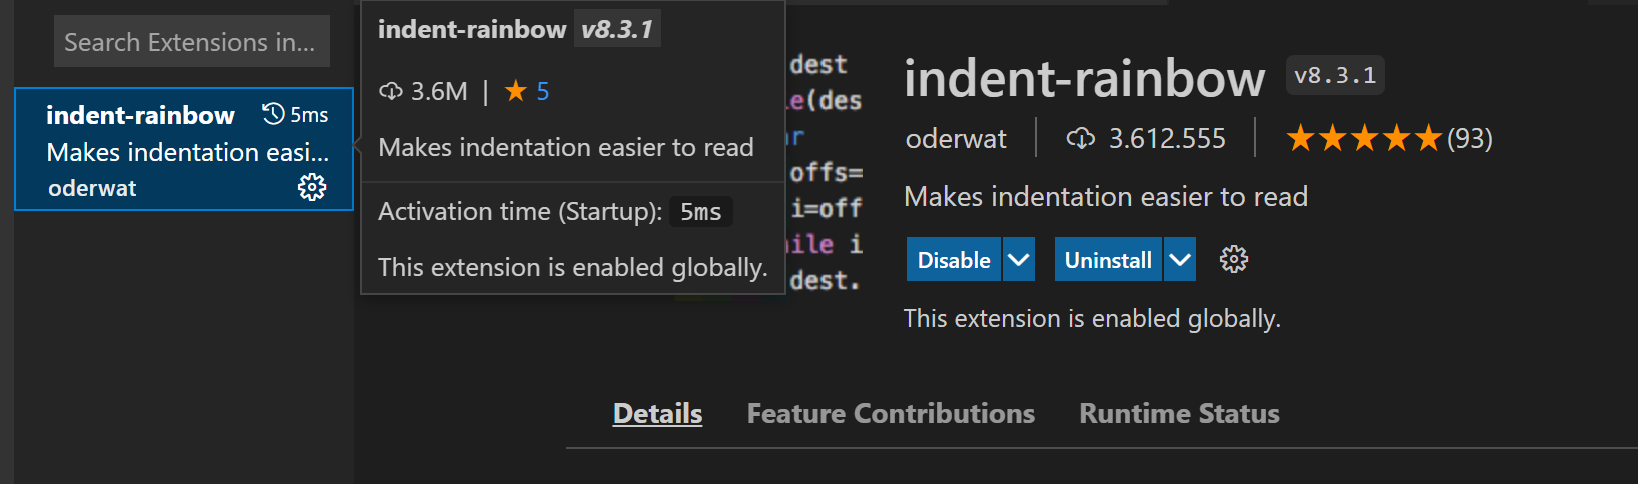 Search Extensions in...
indent-rainbow 5ms
Makes indentation easi...
oderwat
indent-rainbow v8.3.1
3.6M | ★ 5
Makes indentation easier to read
Activation time (Startup): 5ms
This extension is enabled globally.
dest
e(des
r
offs=
i=off
ile i
dest.
indent-rainbow v8.3.1
oderwat | 3.612.555 | ★★★★★(93)
Makes indentation easier to read
Disable Uninstall
This extension is enabled globally.
Details Feature Contributions Runtime Status